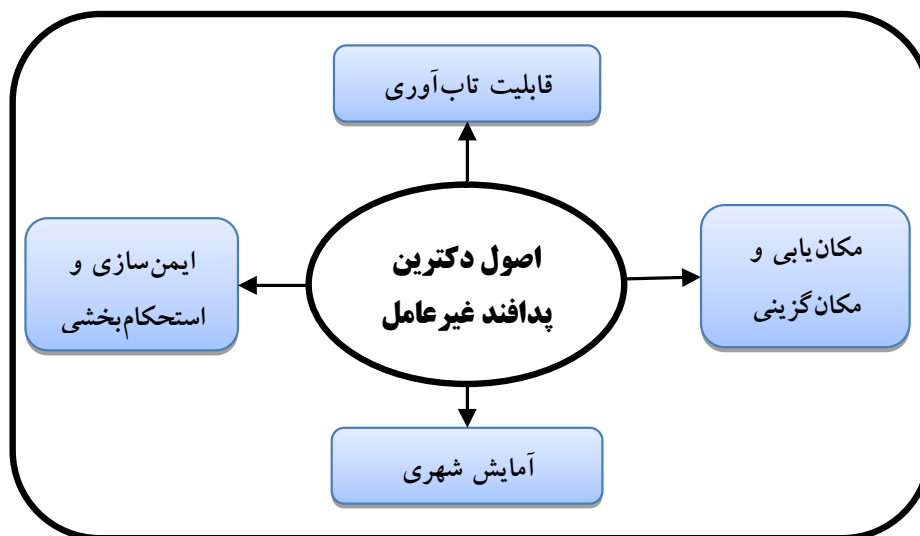 قابلیت تاب‌آوری
مکان‌یابی و
مکان‌گزینی
اصول دکترین
پدافند غیرعامل
ایمن‌سازی و
استحکام‌بخشی
آمایش شهری